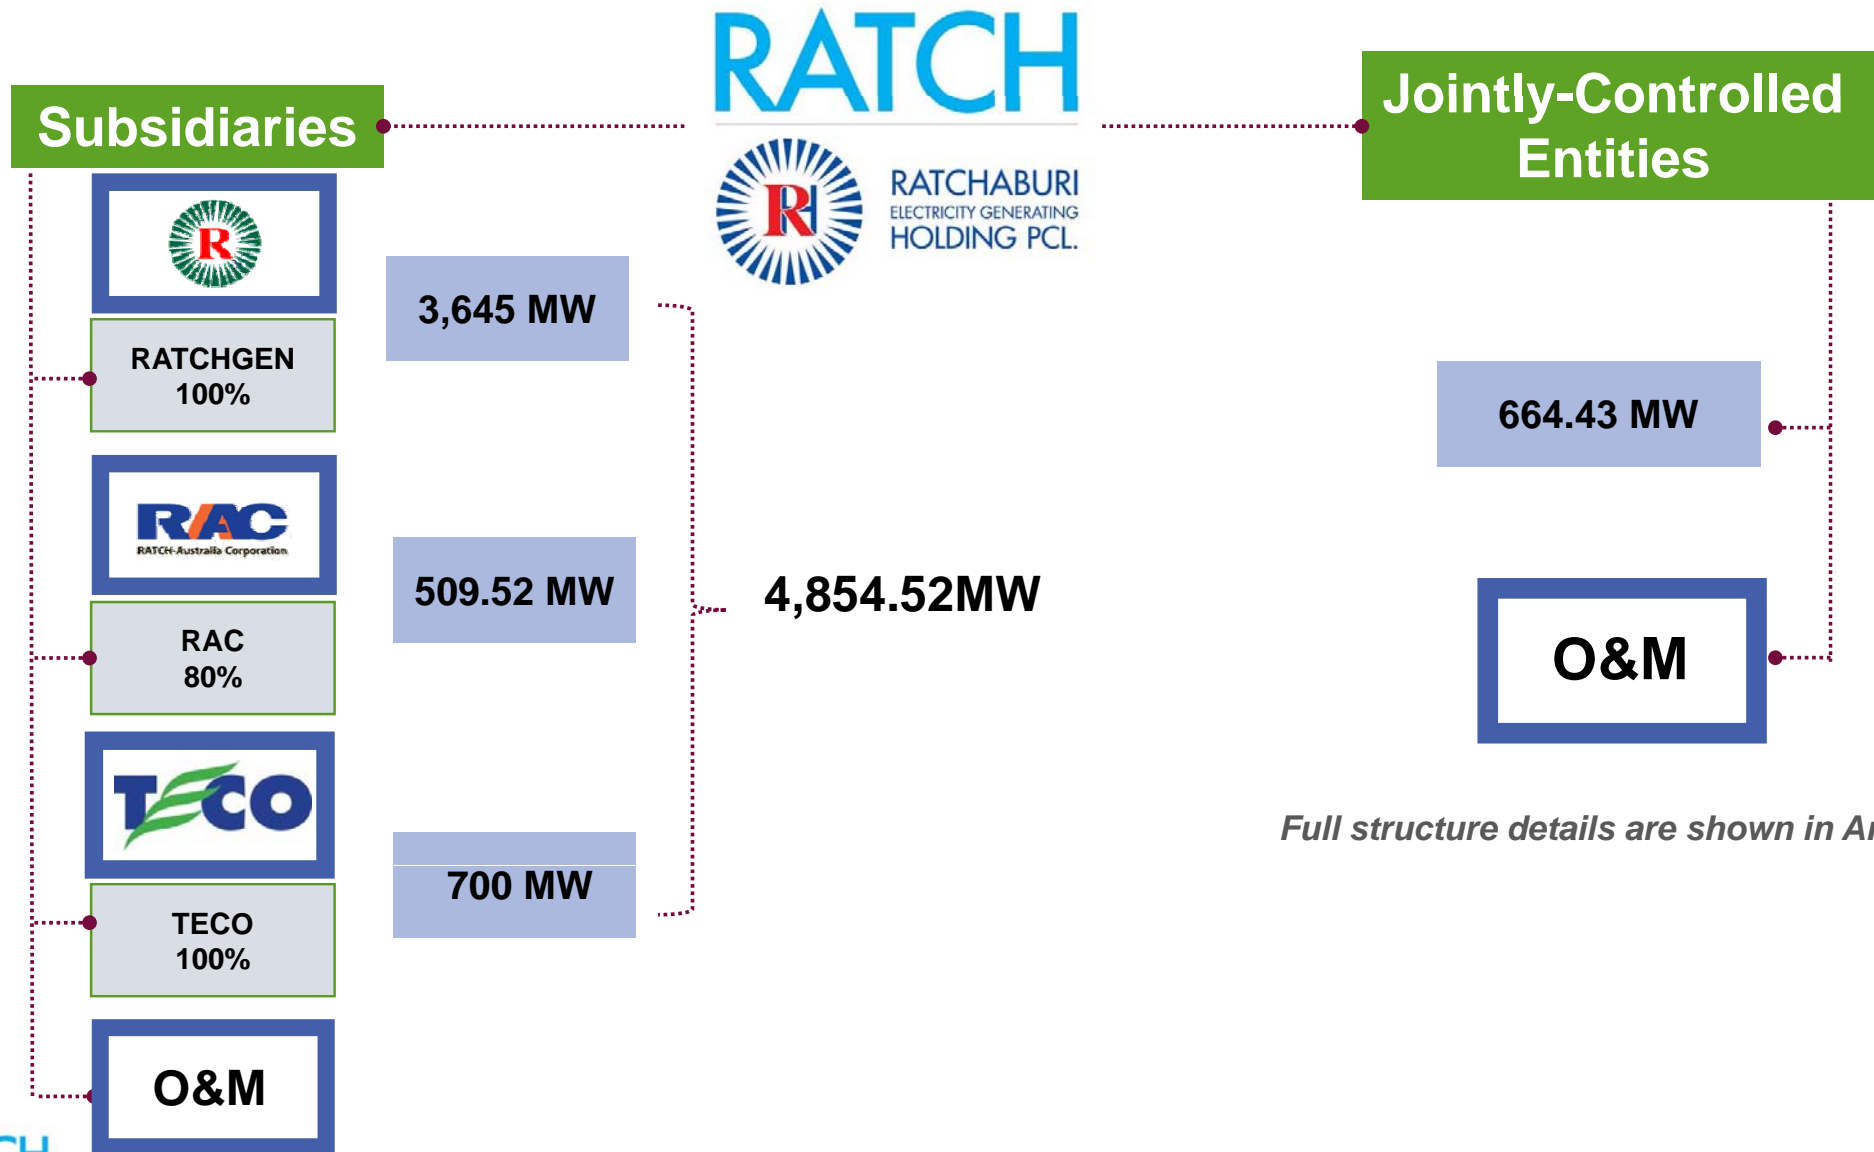 RATCH
RATCHABURI
ELECTRICITY GENERATING
HOLDING PCL.
Subsidiaries
R
RATCHGEN
100%
3,645 MW
RAC
RATCH-Australia Corporation
RAC
80%
509.52 MW
TECO
TECO
100%
700 MW
O&M
4,854.52MW
Jointly-Controlled
Entities
664.43 MW
O&M
Full structure details are shown in